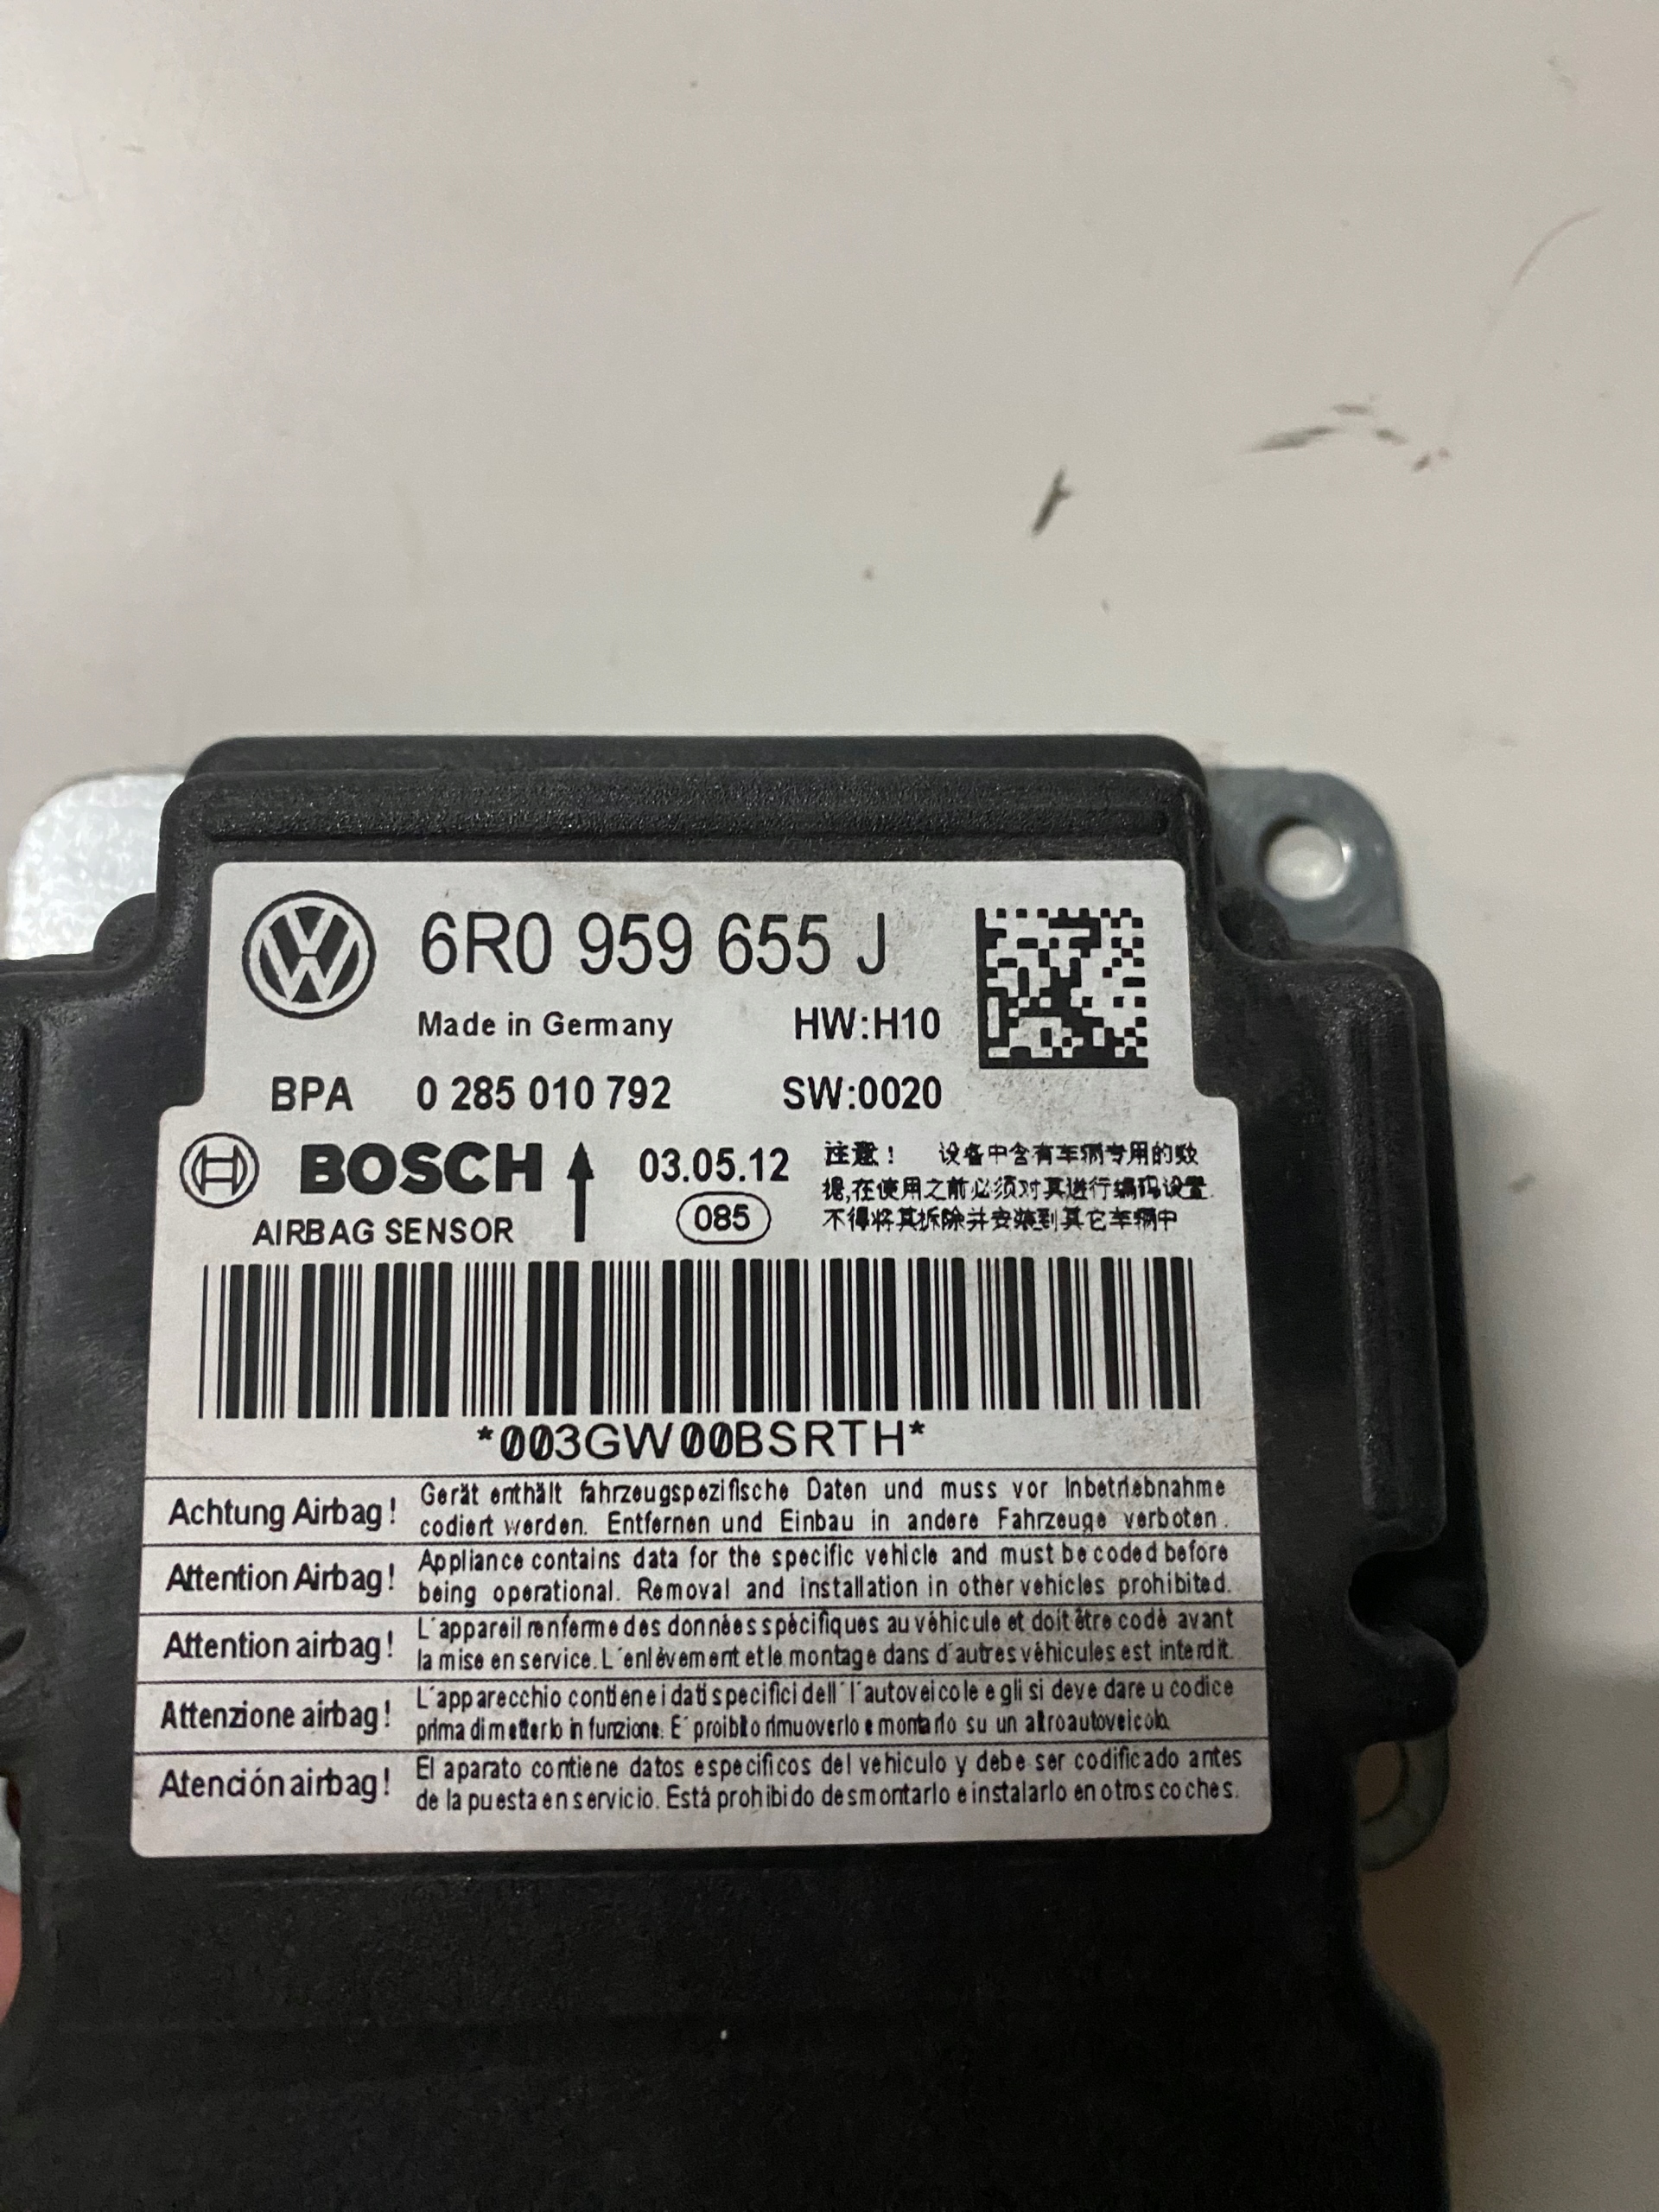 6R0 959 655 J
Made in Germany HW:H10
BPA 0 285 010 792 SW:0020
BOSCH 03.05.12
AIRBAG SENSOR 085
注意！ 设备中含有车辆专用的数
据,在使用之前必须对其进行编码设置.
不得将其拆除并安装到其它车辆中
*003GW00BSRTH*
Achtung Airbag! Gerät enthält fahrzeugspezifische Daten und muss vor Inbetriebnahme
codiert werden. Entfernen und Einbau in andere Fahrzeuge verboten.
Attention Airbag! Appliance contains data for the specific vehicle and must be coded before
being operational. Removal and installation in other vehicles prohibited.
Attention airbag! L´appareil renferme des données spécifiques au véhicule et doit être codé avant
la mise en service. L´enlévement et le montage dans d´autres véhicules est interdit.
Attenzione airbag! L´apparecchio contiene i dati specifici dell´l´autoveicole e gli si deve dare u codice
prima di metterlo in funzione. E´ proibito rimuoverlo e montarlo su un altro autoveicolo.
Atención airbag! El aparato contiene datos especificos del vehiculo y debe ser codificado antes
de la puesta en servicio. Está prohibido desmontarlo e instalarlo en otros coches.